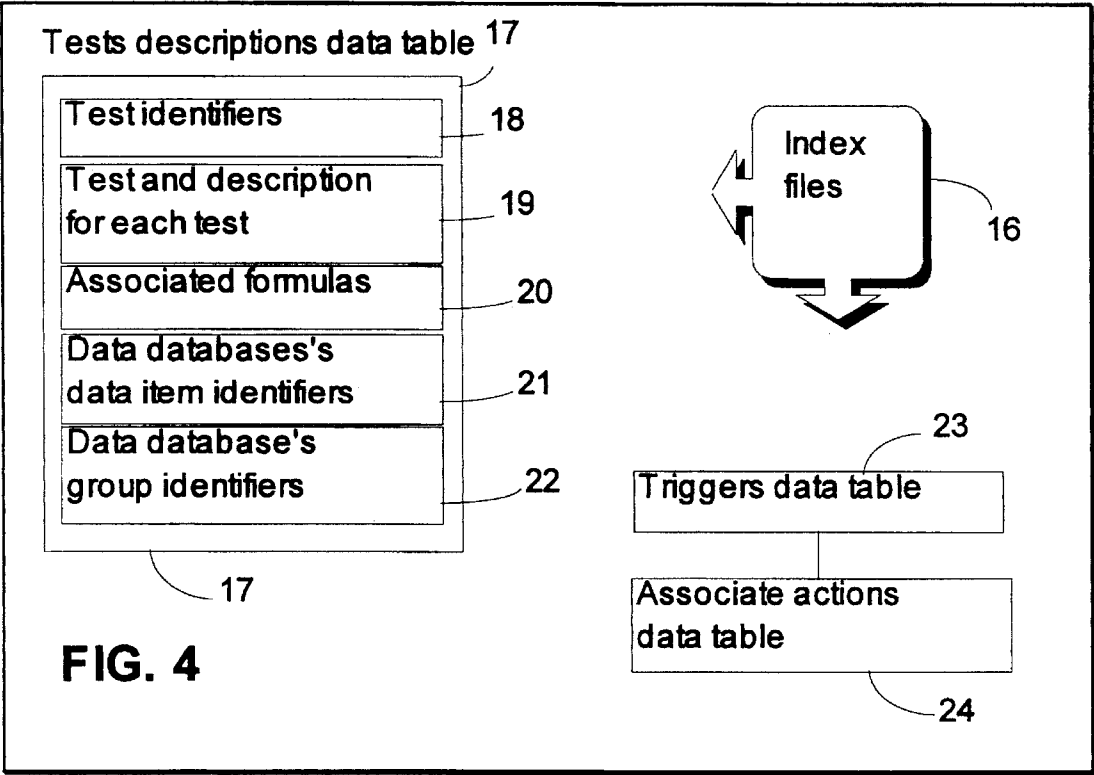 Tests descriptions data table 17
Test identifiers
18
Test and description
for each test
19
Associated formulas
20
Data databases's
data item identifiers
21
Data database's
group identifiers
22
17
Index
files
16
23
Triggers data table
Associate actions
data table
24
FIG. 4